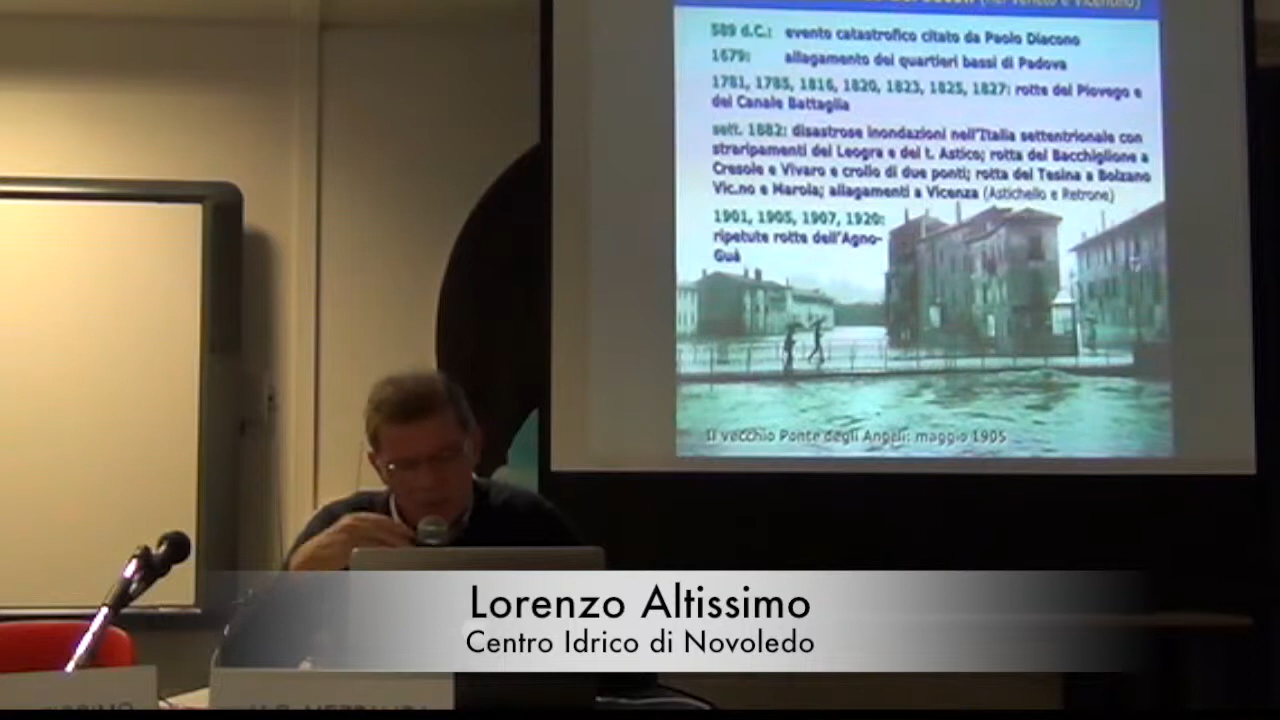 (nel Veneto e Vicentino)
589 d.C.: evento catastrofico citato da Paolo Diacono
1679: allagamento dei quartieri bassi di Padova
1781, 1785, 1816, 1820, 1823, 1825, 1827: rotte del Piovego e
del Canale Battaglia
sett. 1882: disastrose inondazioni nell'Italia settentrionale con
straripamenti del Leogra e del t. Astico; rotta del Bacchiglione a
Cresole e Vivaro e crollo di due ponti; rotta del Tesina a Bolzano
Vic.no e Marola; allagamenti a Vicenza (Astichello e Retrone)
1901, 1905, 1907, 1920:
ripetute rotte dell'Agno-
Guà
Il vecchio Ponte degli Angeli: maggio 1905
Lorenzo Altissimo
Centro Idrico di Novoledo